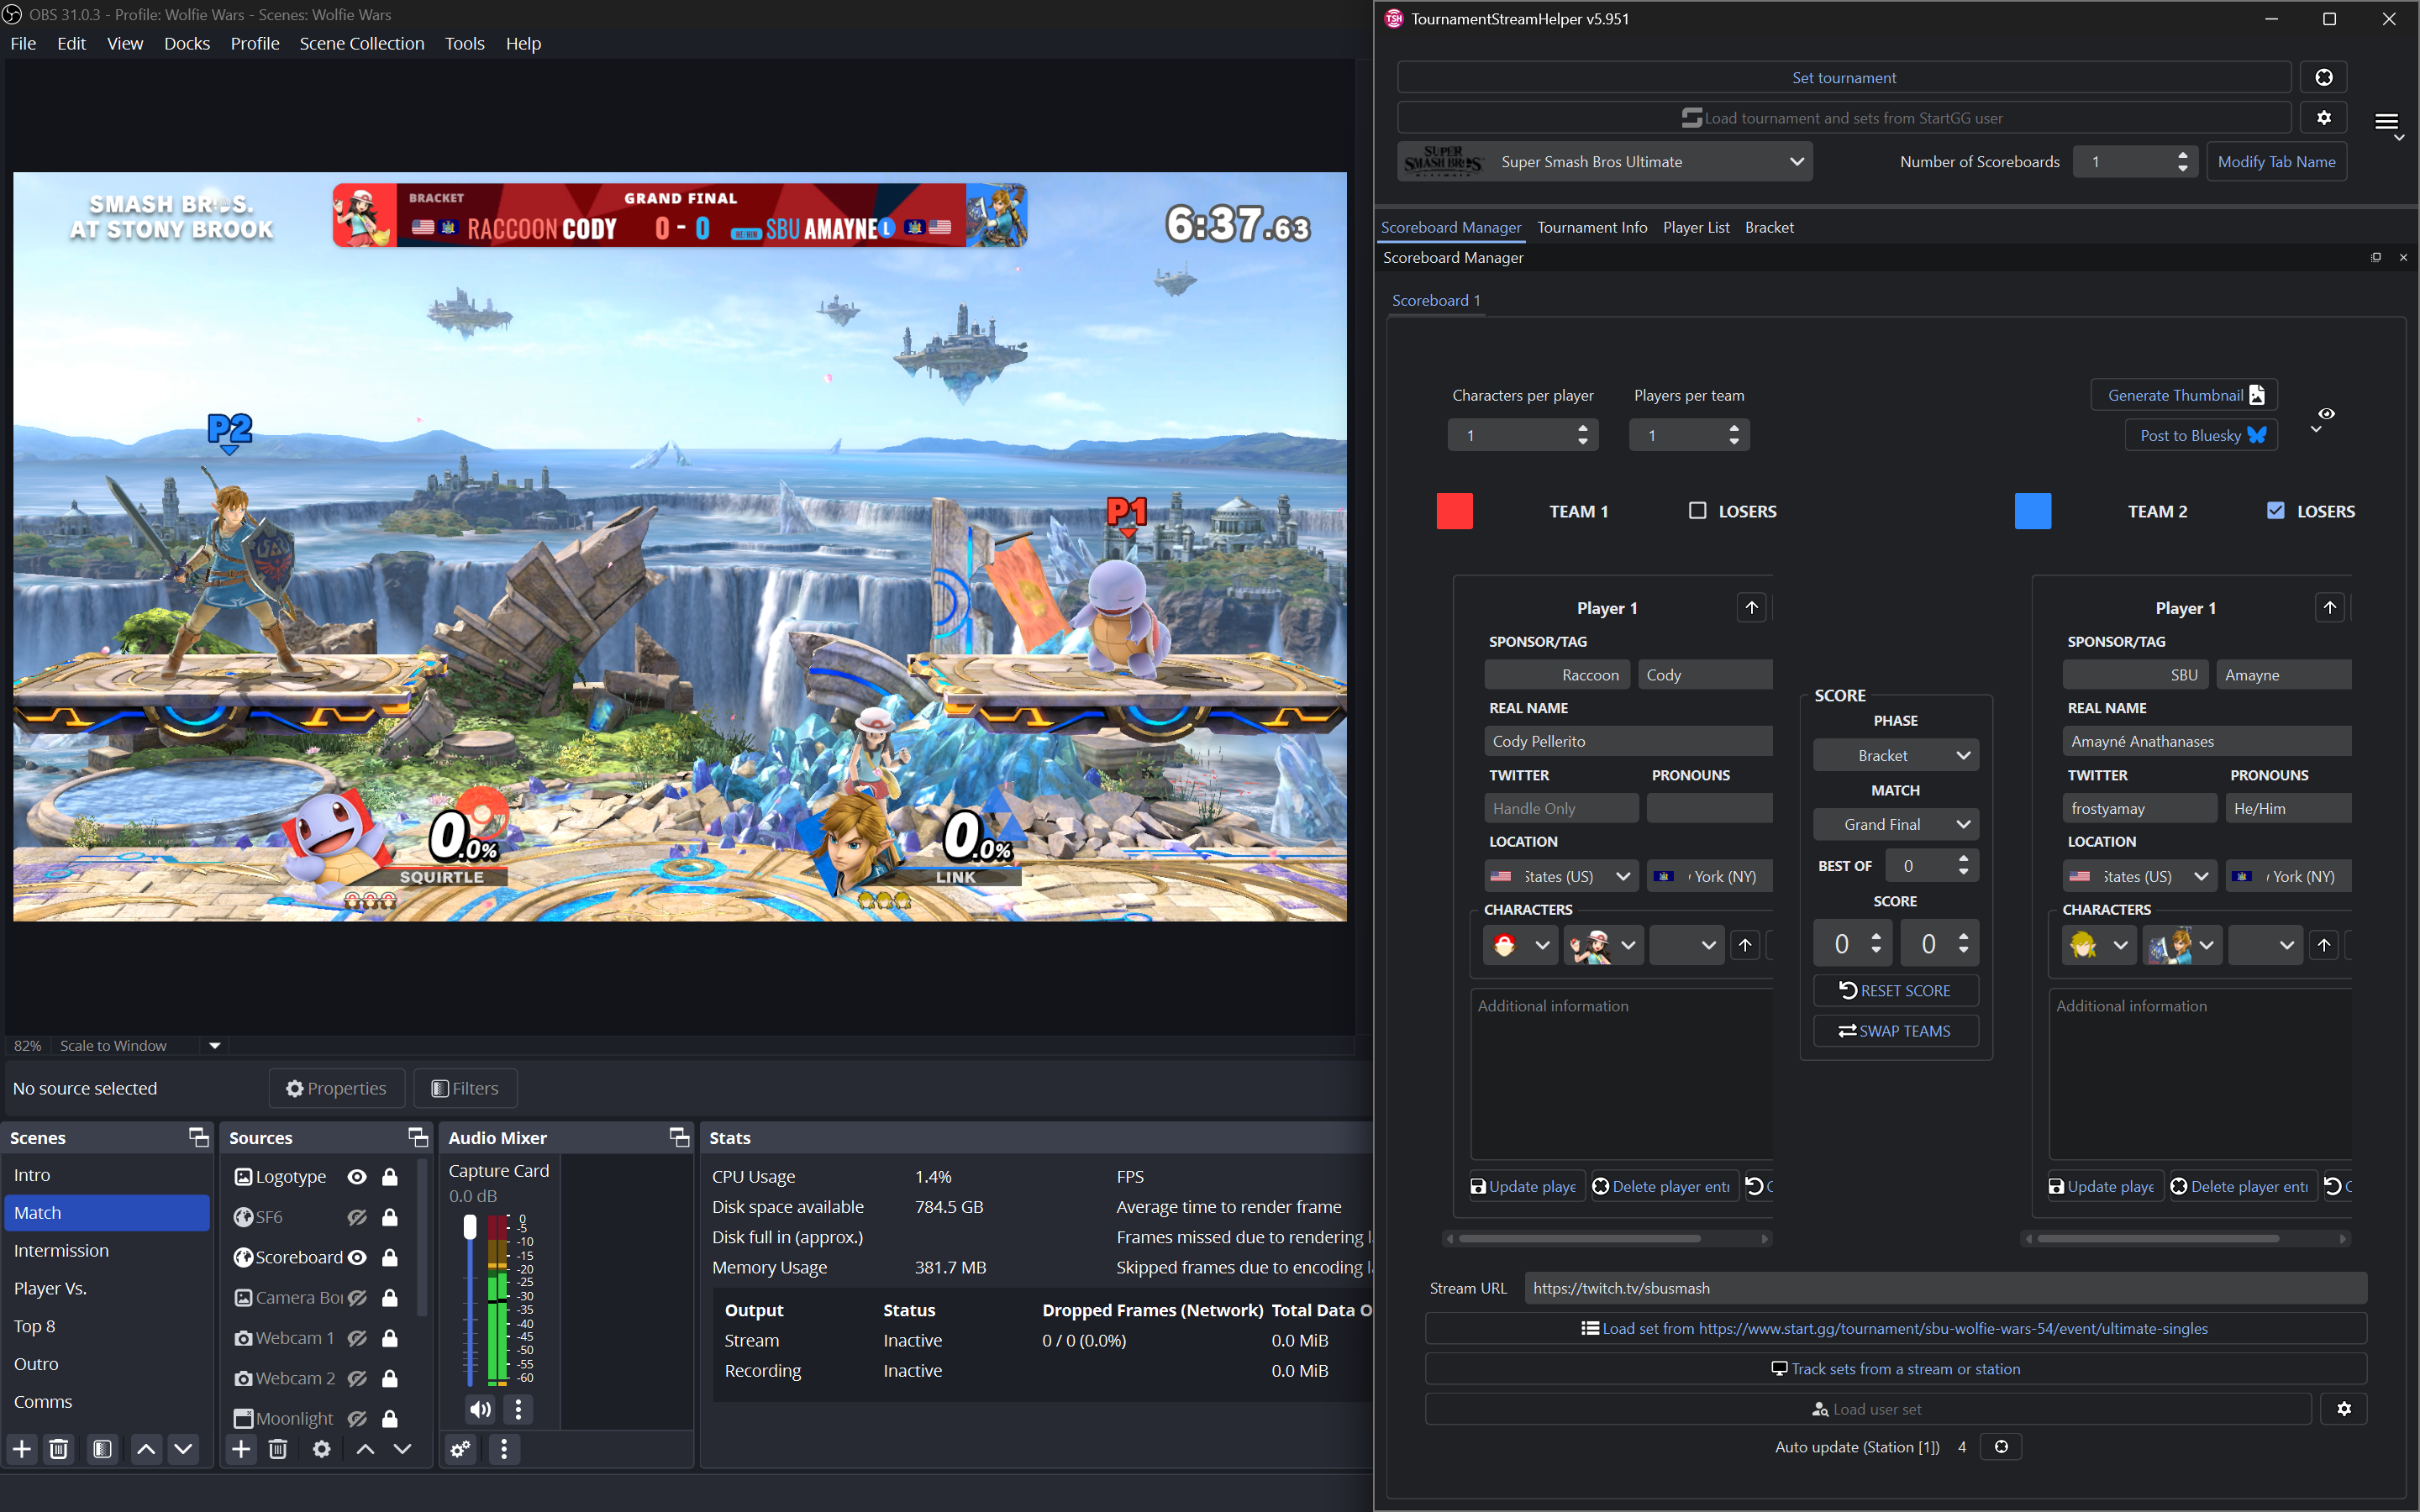 OBS 31.0.3 - Profile: Wolfie Wars - Scenes: Wolfie Wars
File Edit View Docks Profile Scene Collection Tools Help
SMASH BROS.
AT STONY BROOK
BRACKET GRAND FINAL
RACCOON CODY 0 - 0 HE/HIM SBU AMAYNE L
6:37.63
P2
P1
0.0%
SQUIRTLE
0.0%
LINK
82% Scale to Window
No source selected Properties Filters
Scenes
Intro
Match
Intermission
Player Vs.
Top 8
Outro
Comms
Sources
Logotype
SF6
Scoreboard
Camera Bor
Webcam 1
Webcam 2
Moonlight
Audio Mixer
Capture Card
0.0 dB
0
-5
-10
-15
-20
-25
-30
-35
-40
-45
-50
-55
-60
Stats
CPU Usage 1.4% FPS
Disk space available 784.5 GB Average time to render frame
Disk full in (approx.) Frames missed due to rendering l
Memory Usage 381.7 MB Skipped frames due to encoding l
Output Status Dropped Frames (Network) Total Data O
Stream Inactive 0 / 0 (0.0%) 0.0 MiB
Recording Inactive 0.0 MiB
TSH TournamentStreamHelper v5.951
Set tournament
Load tournament and sets from StartGG user
SUPER SMASH BROS ULTIMATE Super Smash Bros Ultimate Number of Scoreboards 1 Modify Tab Name
Scoreboard Manager Tournament Info Player List Bracket
Scoreboard Manager
Scoreboard 1
Characters per player Players per team Generate Thumbnail
1 1 Post to Bluesky
TEAM 1 LOSERS TEAM 2 LOSERS
Player 1
SPONSOR/TAG
Raccoon Cody
REAL NAME
Cody Pellerito
TWITTER PRONOUNS
Handle Only
LOCATION
States (US) York (NY)
CHARACTERS
Additional information
Update playe Delete player entr C
SCORE
PHASE
Bracket
MATCH
Grand Final
BEST OF 0
SCORE
0 0
RESET SCORE
SWAP TEAMS
Player 1
SPONSOR/TAG
SBU Amayne
REAL NAME
Amayné Anathanases
TWITTER PRONOUNS
frostyamay He/Him
LOCATION
States (US) York (NY)
CHARACTERS
Additional information
Update playe Delete player entr C
Stream URL https://twitch.tv/sbusmash
Load set from https://www.start.gg/tournament/sbu-wolfie-wars-54/event/ultimate-singles
Track sets from a stream or station
Load user set
Auto update (Station [1]) 4